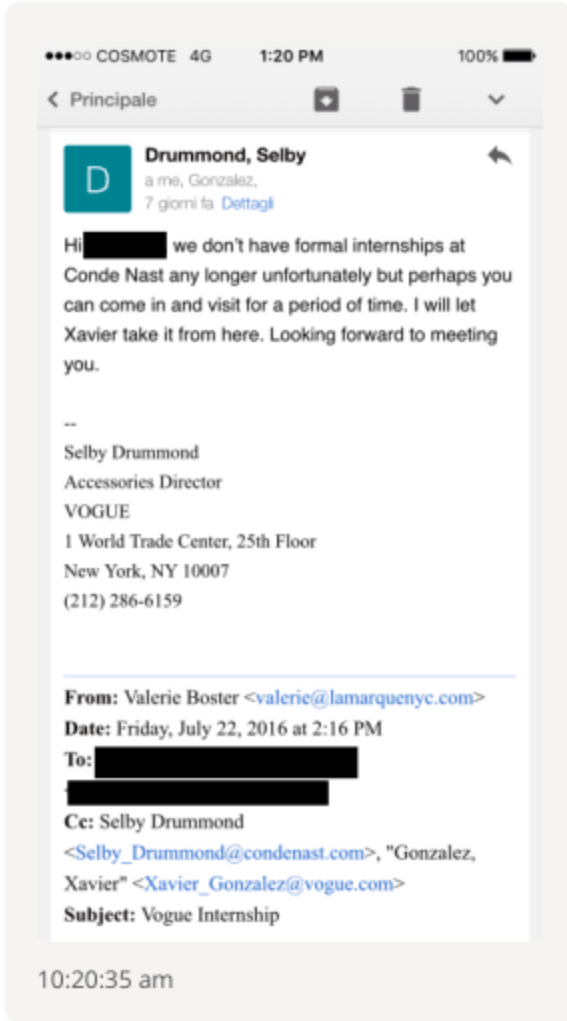 COSMOTE 4G 1:20 PM 100%
Principale
D
Drummond, Selby
a me, Gonzalez,
7 giorni fa Dettagli
Hi we don't have formal internships at
Conde Nast any longer unfortunately but perhaps you
can come in and visit for a period of time. I will let
Xavier take it from here. Looking forward to meeting
you.
--
Selby Drummond
Accessories Director
VOGUE
1 World Trade Center, 25th Floor
New York, NY 10007
(212) 286-6159
From: Valerie Boster <valerie@lamarquenyc.com>
Date: Friday, July 22, 2016 at 2:16 PM
To:
Cc: Selby Drummond
<Selby_Drummond@condenast.com>, "Gonzalez,
Xavier" <Xavier_Gonzalez@vogue.com>
Subject: Vogue Internship
10:20:35 am